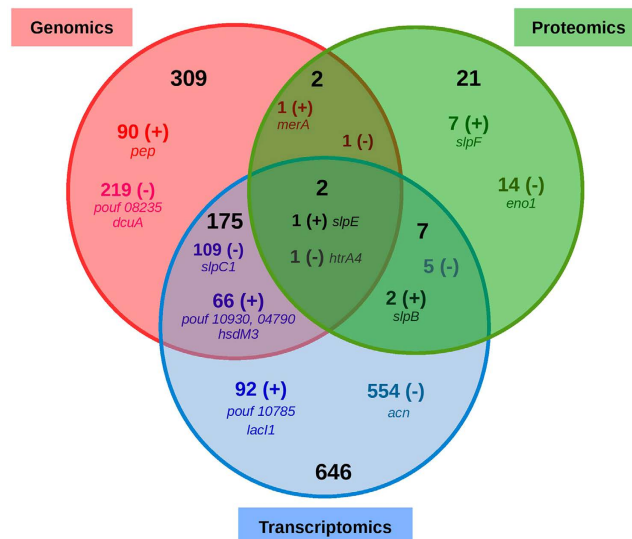 Genomics
Proteomics
309
2
21
90 (+)
pep
1 (+)
merA
1 (-)
7 (+)
slpF
219 (-)
pouf 08235
dcuA
14 (-)
eno1
2
175
1 (+) slpE
7
109 (-)
slpC1
1 (-) htrA4
5 (-)
66 (+)
pouf 10930, 04790
hsdM3
2 (+)
slpB
92 (+)
pouf 10785
lacI1
554 (-)
acn
646
Transcriptomics